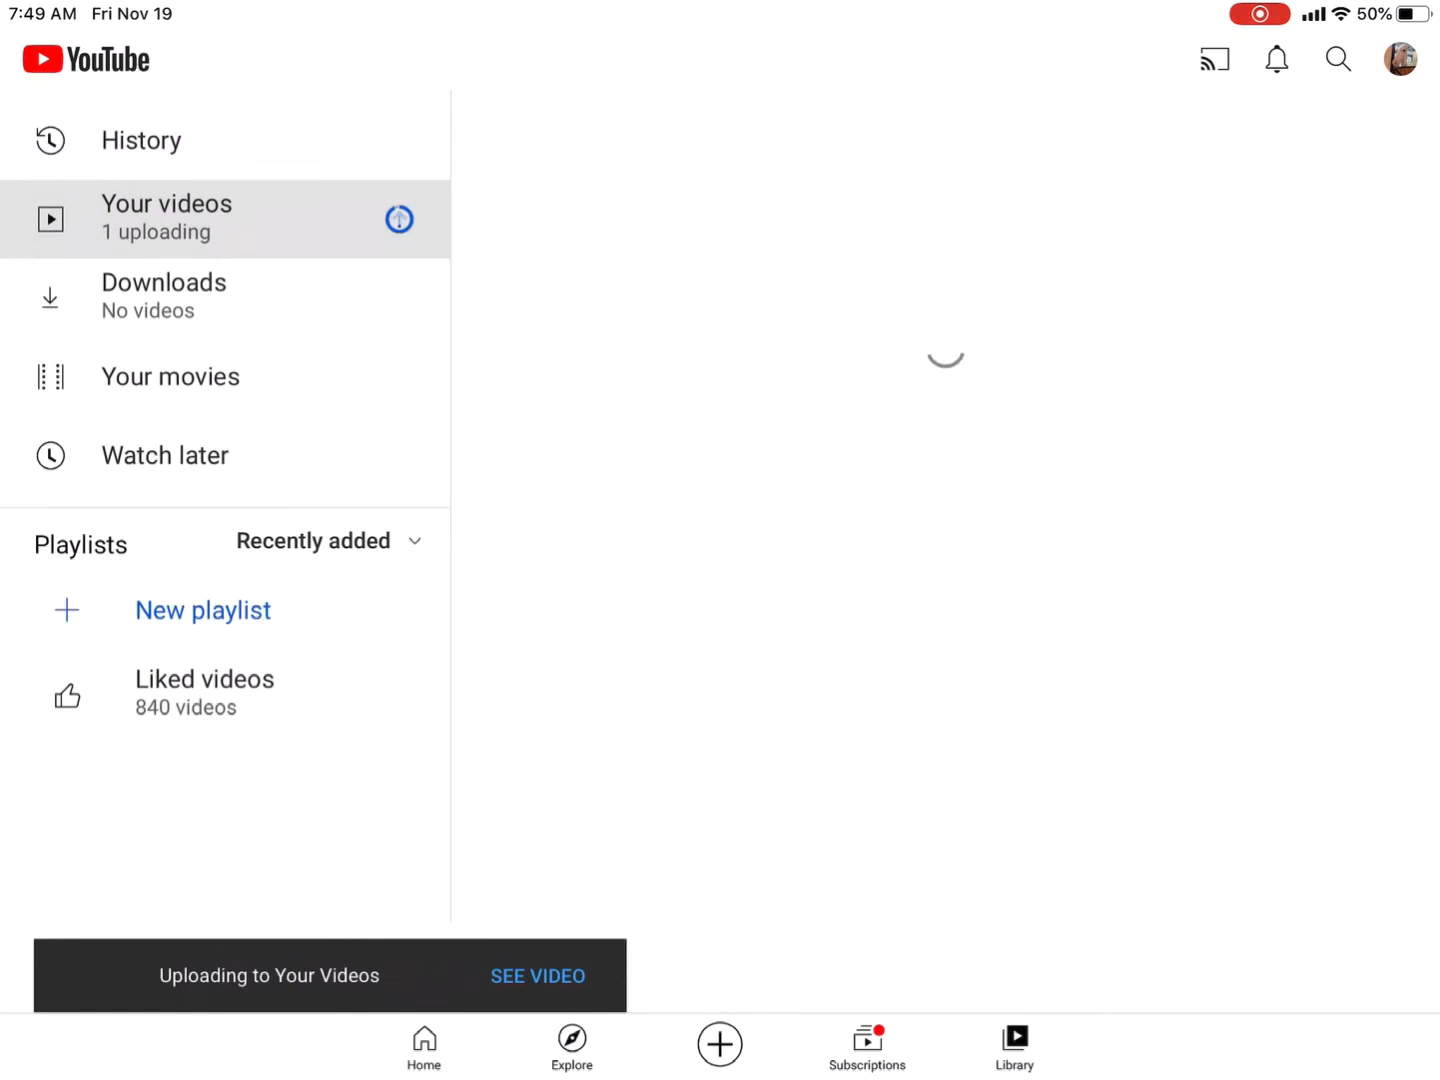 7:49 AM Fri Nov 19
50%
YouTube
History
Your videos
1 uploading
Downloads
No videos
Your movies
Watch later
Playlists
Recently added
New playlist
Liked videos
840 videos
Uploading to Your Videos
SEE VIDEO
Home
Explore
Subscriptions
Library